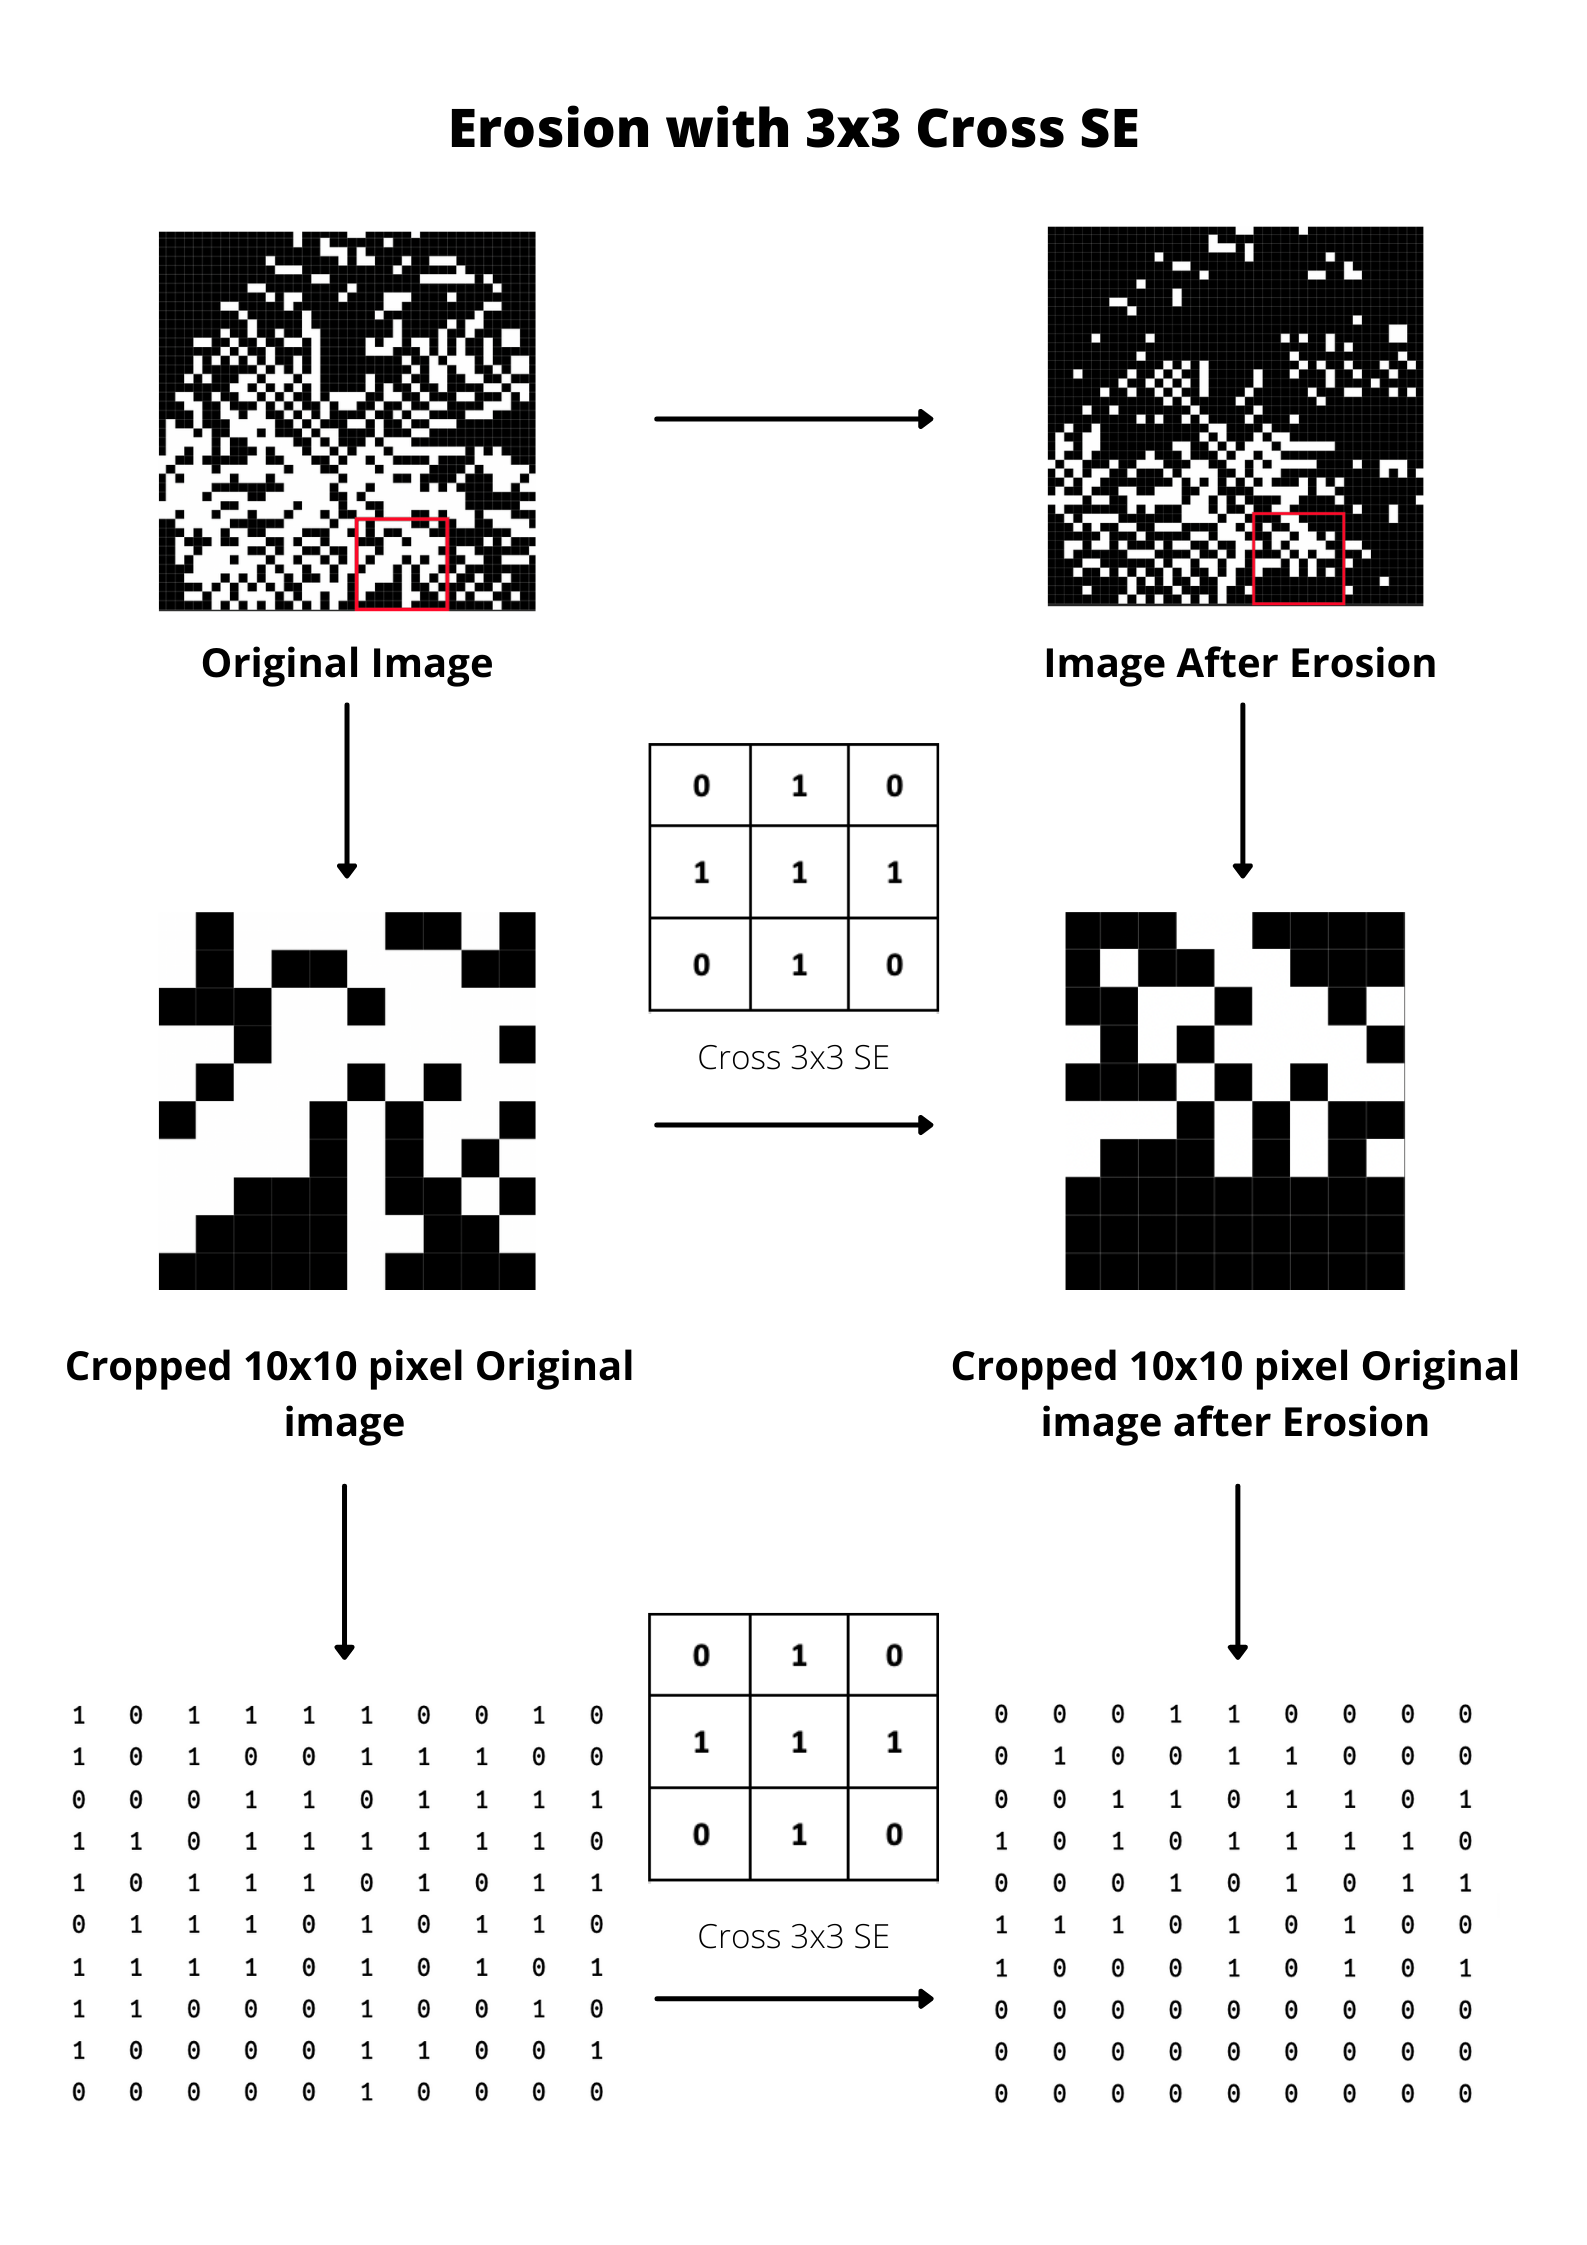 Erosion with 3x3 Cross SE
Original Image
Image After Erosion
0 1 0
1 1 1
0 1 0
Cross 3x3 SE
Cropped 10x10 pixel Original
image
Cropped 10x10 pixel Original
image after Erosion
1 0 1 1 1 1 0 0 1 0
1 0 1 0 0 1 1 1 0 0
0 0 0 1 1 0 1 1 1 1
1 1 0 1 1 1 1 1 1 0
1 0 1 1 1 0 1 0 1 1
0 1 1 1 0 1 0 1 1 0
1 1 1 1 0 1 0 1 0 1
1 1 0 0 0 1 0 0 1 0
1 0 0 0 0 1 1 0 0 1
0 0 0 0 0 1 0 0 0 0
0 1 0
1 1 1
0 1 0
Cross 3x3 SE
0 0 0 1 1 0 0 0 0
0 1 0 0 1 1 0 0 0
0 0 1 1 0 1 1 0 1
1 0 1 0 1 1 1 1 0
0 0 0 1 0 1 0 1 1
1 1 1 0 1 0 1 0 0
1 0 0 0 1 0 1 0 1
0 0 0 0 0 0 0 0 0
0 0 0 0 0 0 0 0 0
0 0 0 0 0 0 0 0 0